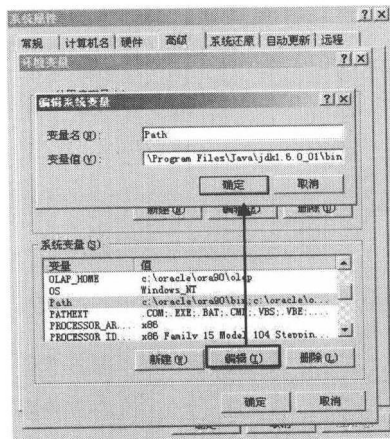 系统属性
常规 计算机名 硬件 高级 系统还原 自动更新 远程
环境变量
编辑系统变量
变量名(N): Path
变量值(V): \Program Files\Java\jdk1.6.0_01\bin
确定 取消
新建(W) 编辑(E) 删除(D)
系统变量(S)
变量 值
OLAP_HOME c:\oracle\ora90\olap
OS Windows_NT
Path c:\oracle\ora90\bin;c:\oracle\o...
PATHEXT .COM;.EXE;.BAT;.CMD;.VBS;.VBE;....
PROCESSOR_AR... x86
PROCESSOR_ID... x86 Family 15 Model 104 Steppin...
新建(W) 编辑(I) 删除(L)
确定 取消